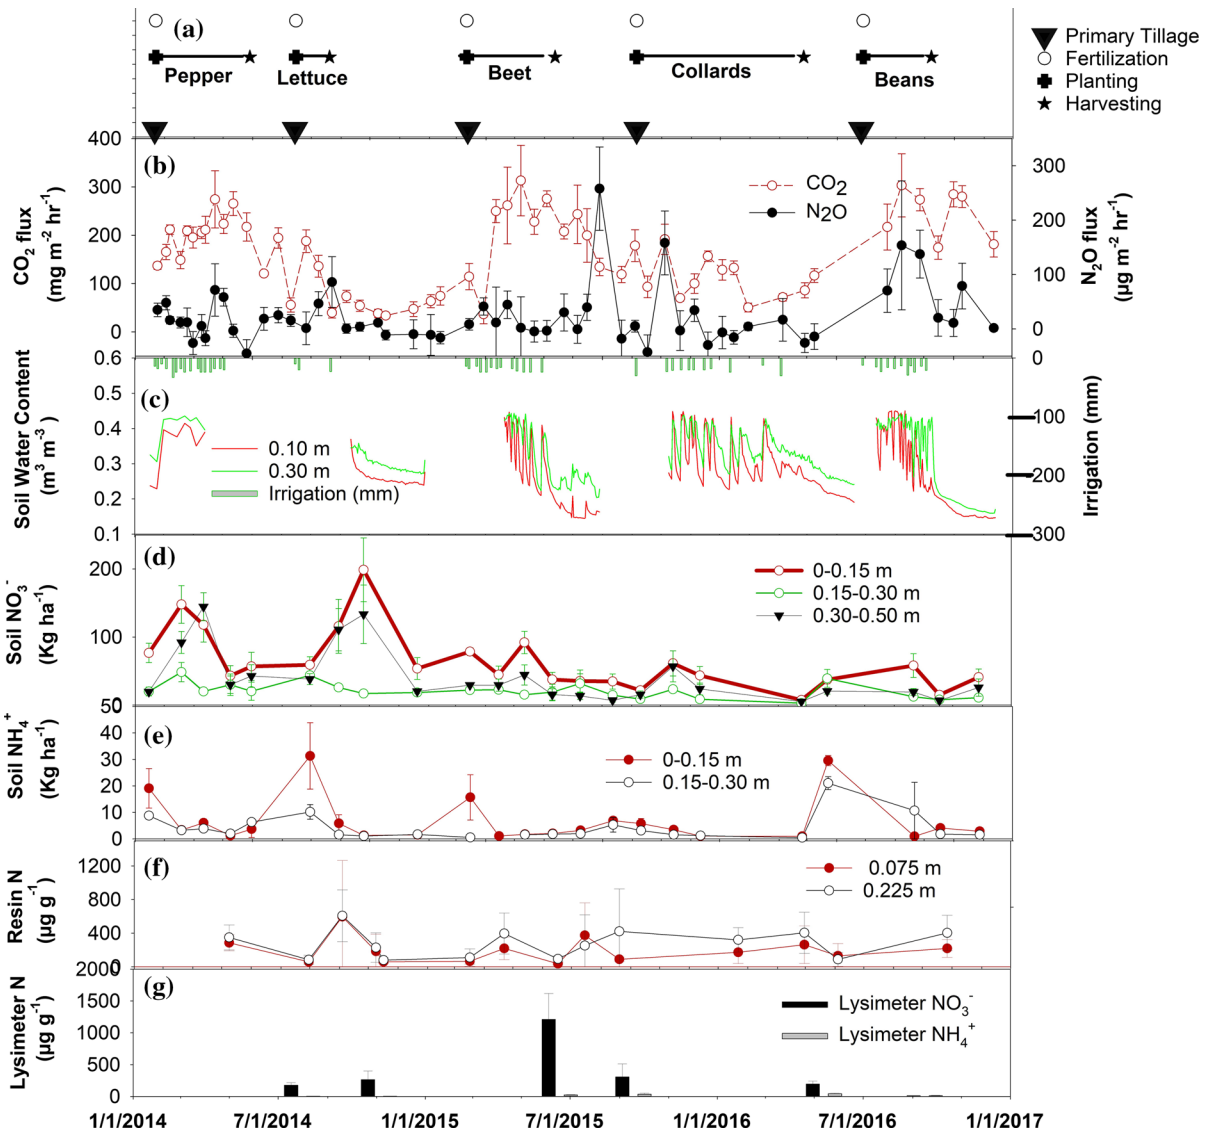 (a)
Pepper
Lettuce
Beet
Collards
Beans
Primary Tillage
Fertilization
Planting
Harvesting
(b)
CO2 flux
(mg m-2 hr-1)
400
300
200
100
0
CO2
N2O
300
200
100
0
N2O flux
(µg m-2 hr-1)
(c)
Soil Water Content
(m3 m-3)
0.6
0.5
0.4
0.3
0.2
0.1
0.10 m
0.30 m
Irrigation (mm)
0
100
200
300
Irrigation (mm)
(d)
Soil NO3-
(Kg ha-1)
200
100
0
0-0.15 m
0.15-0.30 m
0.30-0.50 m
(e)
Soil NH4+
(Kg ha-1)
50
40
30
20
10
0
0-0.15 m
0.15-0.30 m
(f)
Resin N
(µg g-1)
1200
800
400
0
0.075 m
0.225 m
(g)
Lysimeter N
(µg g-1)
2000
1500
1000
500
0
Lysimeter NO3-
Lysimeter NH4+
1/1/2014
7/1/2014
1/1/2015
7/1/2015
1/1/2016
7/1/2016
1/1/2017